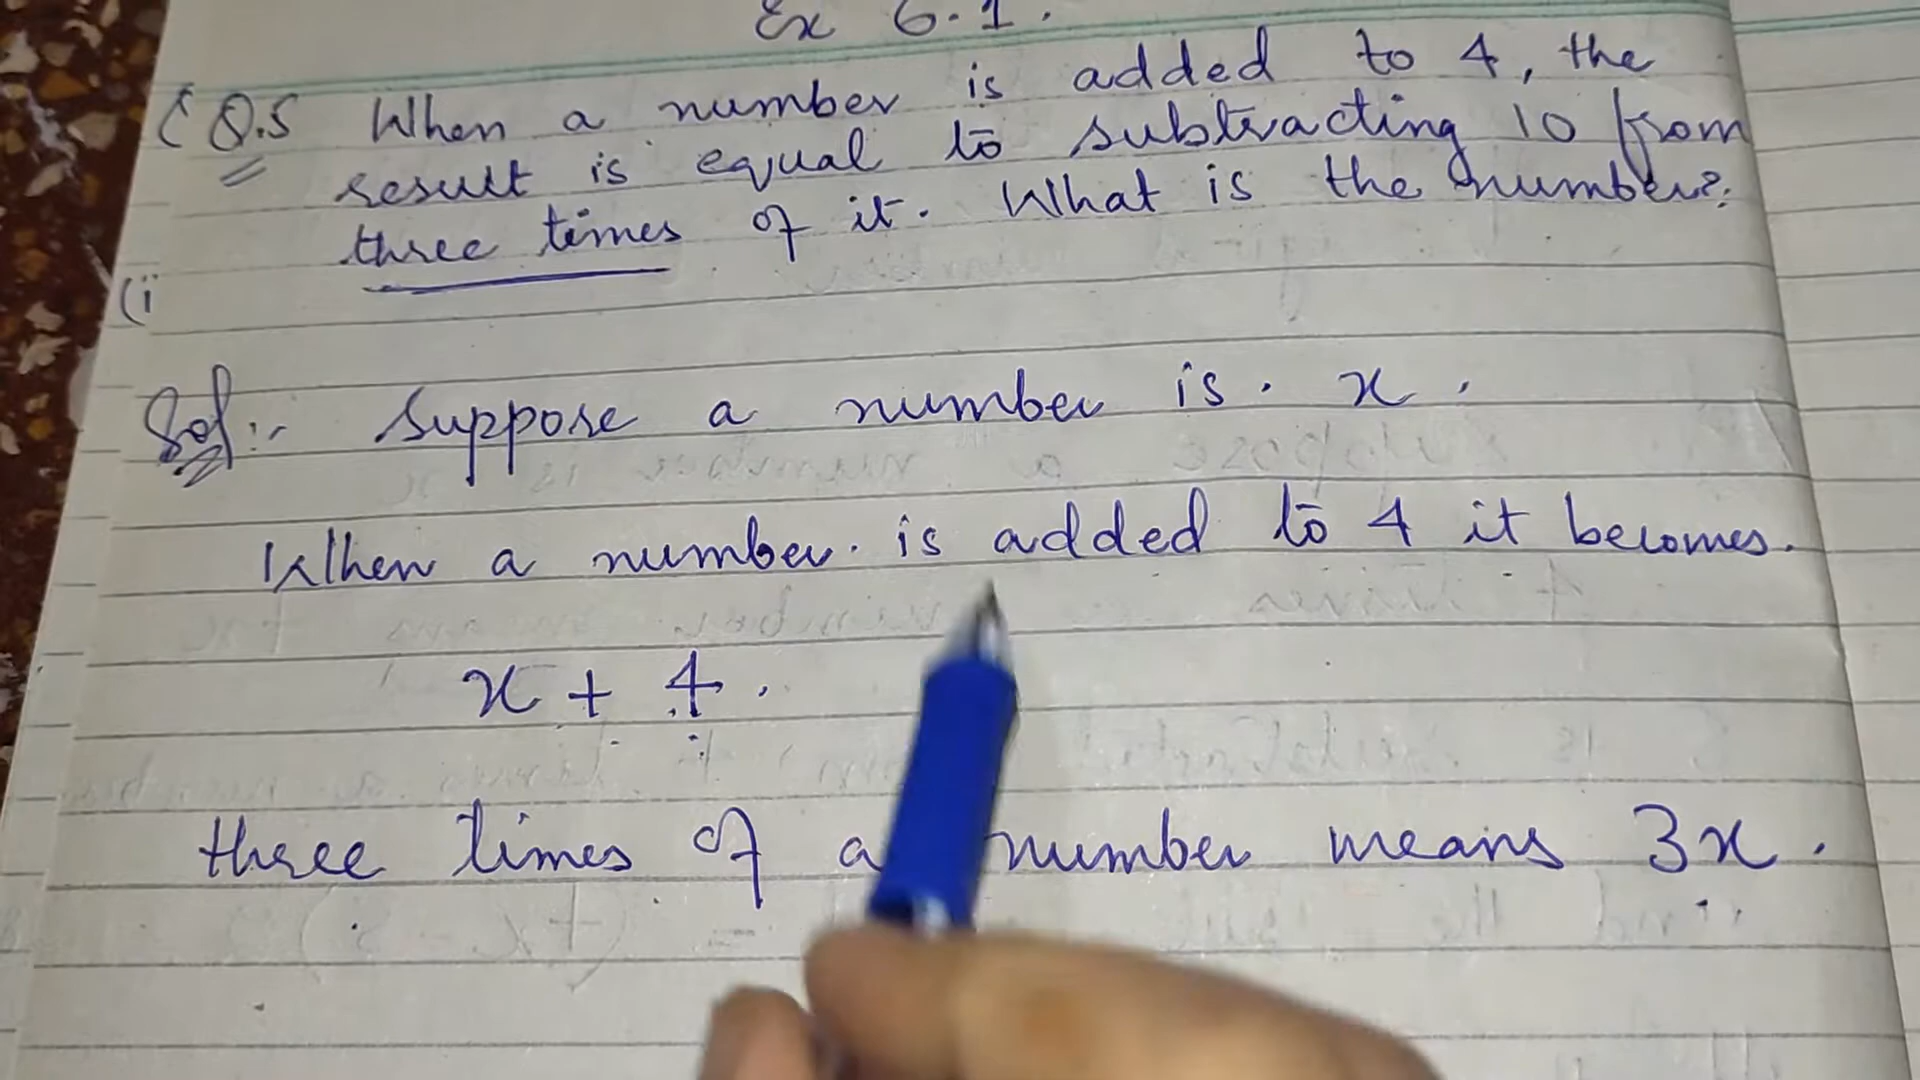 Ex 6.1.
Q.5 When a number is added to 4, the
result is equal to subtracting 10 from
three times of it. What is the number?
(i
Sol:- Suppose a number is. x.
When a number. is added to 4 it becomes.
x + 4.
three times of a number means 3x.